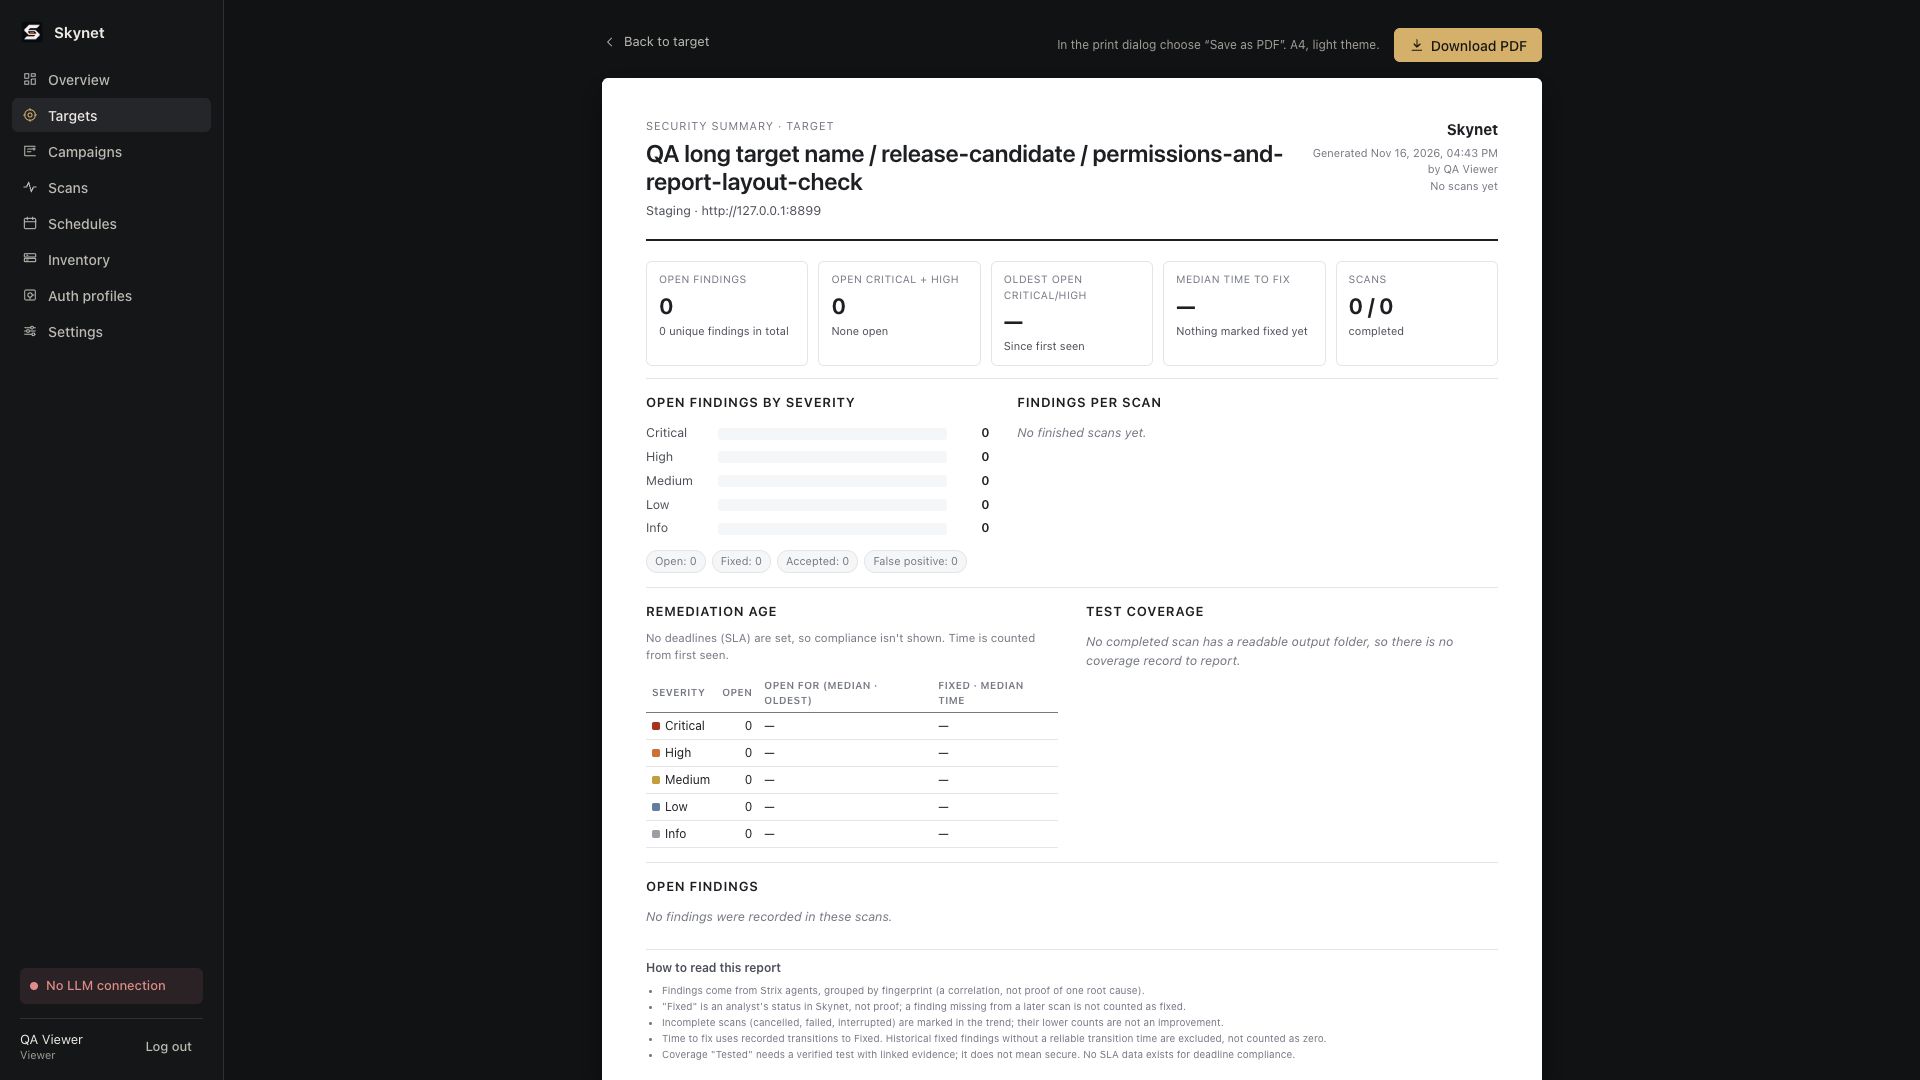 Skynet
Overview
Targets
Campaigns
Scans
Schedules
Inventory
Auth profiles
Settings
No LLM connection
QA Viewer
Viewer
Log out
Back to target
In the print dialog choose “Save as PDF”. A4, light theme.
Download PDF
SECURITY SUMMARY · TARGET
QA long target name / release-candidate / permissions-and-
report-layout-check
Staging · http://127.0.0.1:8899
Skynet
Generated Nov 16, 2026, 04:43 PM
by QA Viewer
No scans yet
OPEN FINDINGS
0
0 unique findings in total
OPEN CRITICAL + HIGH
0
None open
OLDEST OPEN
CRITICAL/HIGH
—
Since first seen
MEDIAN TIME TO FIX
—
Nothing marked fixed yet
SCANS
0 / 0
completed
OPEN FINDINGS BY SEVERITY
Critical 0
High 0
Medium 0
Low 0
Info 0
Open: 0 Fixed: 0 Accepted: 0 False positive: 0
FINDINGS PER SCAN
No finished scans yet.
REMEDIATION AGE
No deadlines (SLA) are set, so compliance isn't shown. Time is counted
from first seen.
SEVERITY OPEN OPEN FOR (MEDIAN · OLDEST) FIXED · MEDIAN TIME
Critical 0 — —
High 0 — —
Medium 0 — —
Low 0 — —
Info 0 — —
TEST COVERAGE
No completed scan has a readable output folder, so there is no
coverage record to report.
OPEN FINDINGS
No findings were recorded in these scans.
How to read this report
• Findings come from Strix agents, grouped by fingerprint (a correlation, not proof of one root cause).
• "Fixed" is an analyst's status in Skynet, not proof; a finding missing from a later scan is not counted as fixed.
• Incomplete scans (cancelled, failed, interrupted) are marked in the trend; their lower counts are not an improvement.
• Time to fix uses recorded transitions to Fixed. Historical fixed findings without a reliable transition time are excluded, not counted as zero.
• Coverage "Tested" needs a verified test with linked evidence; it does not mean secure. No SLA data exists for deadline compliance.